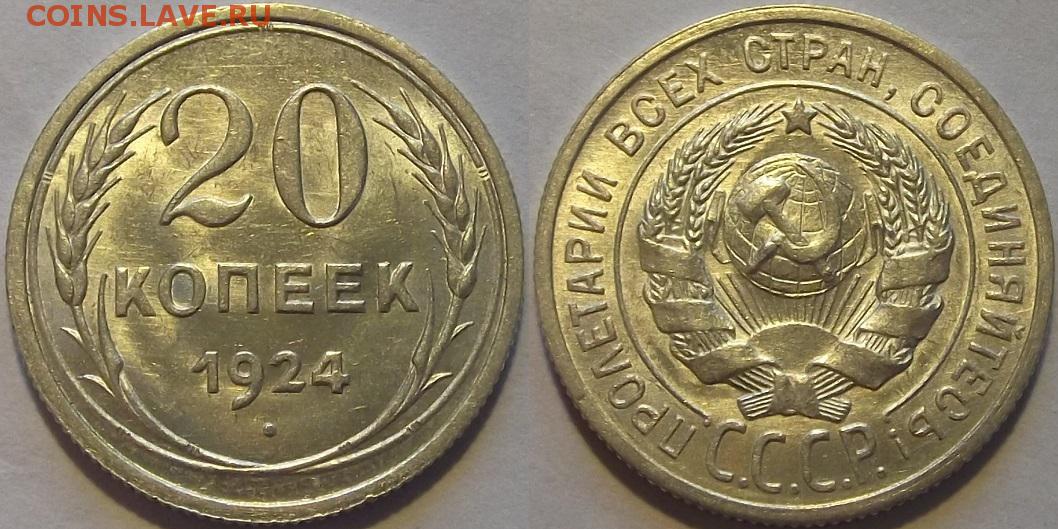 COINS.LAVE.RU
20
КОПЕЕК
1924
ПРОЛЕТАРИИ ВСЕХ СТРАН, СОЕДИНЯЙТЕСЬ!
С.С.С.Р.